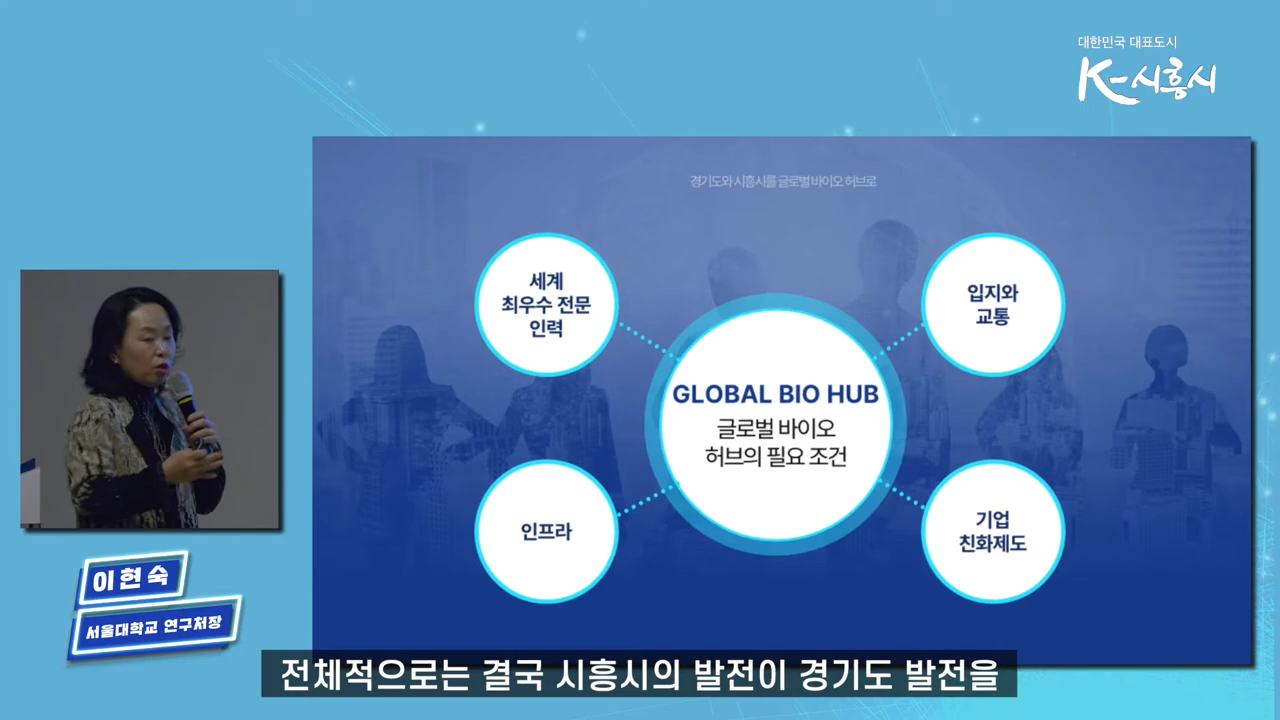 대한민국 대표도시
K-시흥시
경기도와 시흥시를 글로벌 바이오 허브로
세계
최우수 전문
인력
입지와
교통
GLOBAL BIO HUB
글로벌 바이오
허브의 필요 조건
인프라
기업
친화제도
이현숙
서울대학교 연구처장
전체적으로는 결국 시흥시의 발전이 경기도 발전을